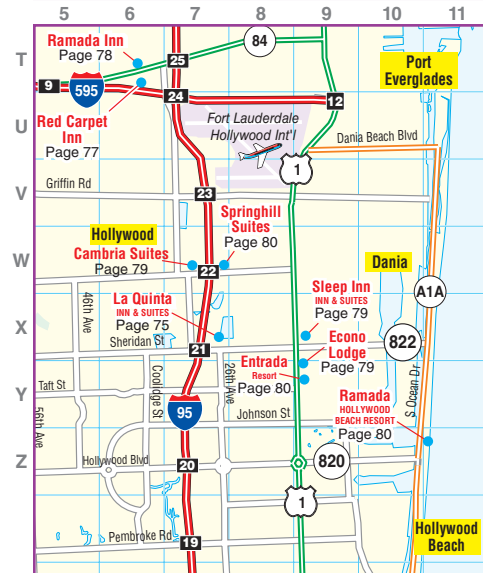 5 6 7 8 9 10 11
T
U
V
W
X
Y
Z
Ramada Inn
Page 78
84
25
Port
Everglades
9
595
24
12
Red Carpet
Inn
Page 77
Fort Lauderdale
Hollywood Int'l
Dania Beach Blvd
1
Griffin Rd
23
Hollywood
Cambria Suites
Page 79
Springhill
Suites
Page 80
22
Dania
A1A
46th Ave
La Quinta
INN & SUITES
Page 75
Sleep Inn
INN & SUITES
Page 79
Sheridan St
21
822
Econo
Lodge
Page 79
Entrada
Resort
Page 80
Coolidge St
26th Ave
S Ocean Dr
Taft St
56th Ave
95
Johnson St
Ramada
HOLLYWOOD
BEACH RESORT
Page 80
Hollywood Blvd
20
820
1
Pembroke Rd
19
Hollywood
Beach